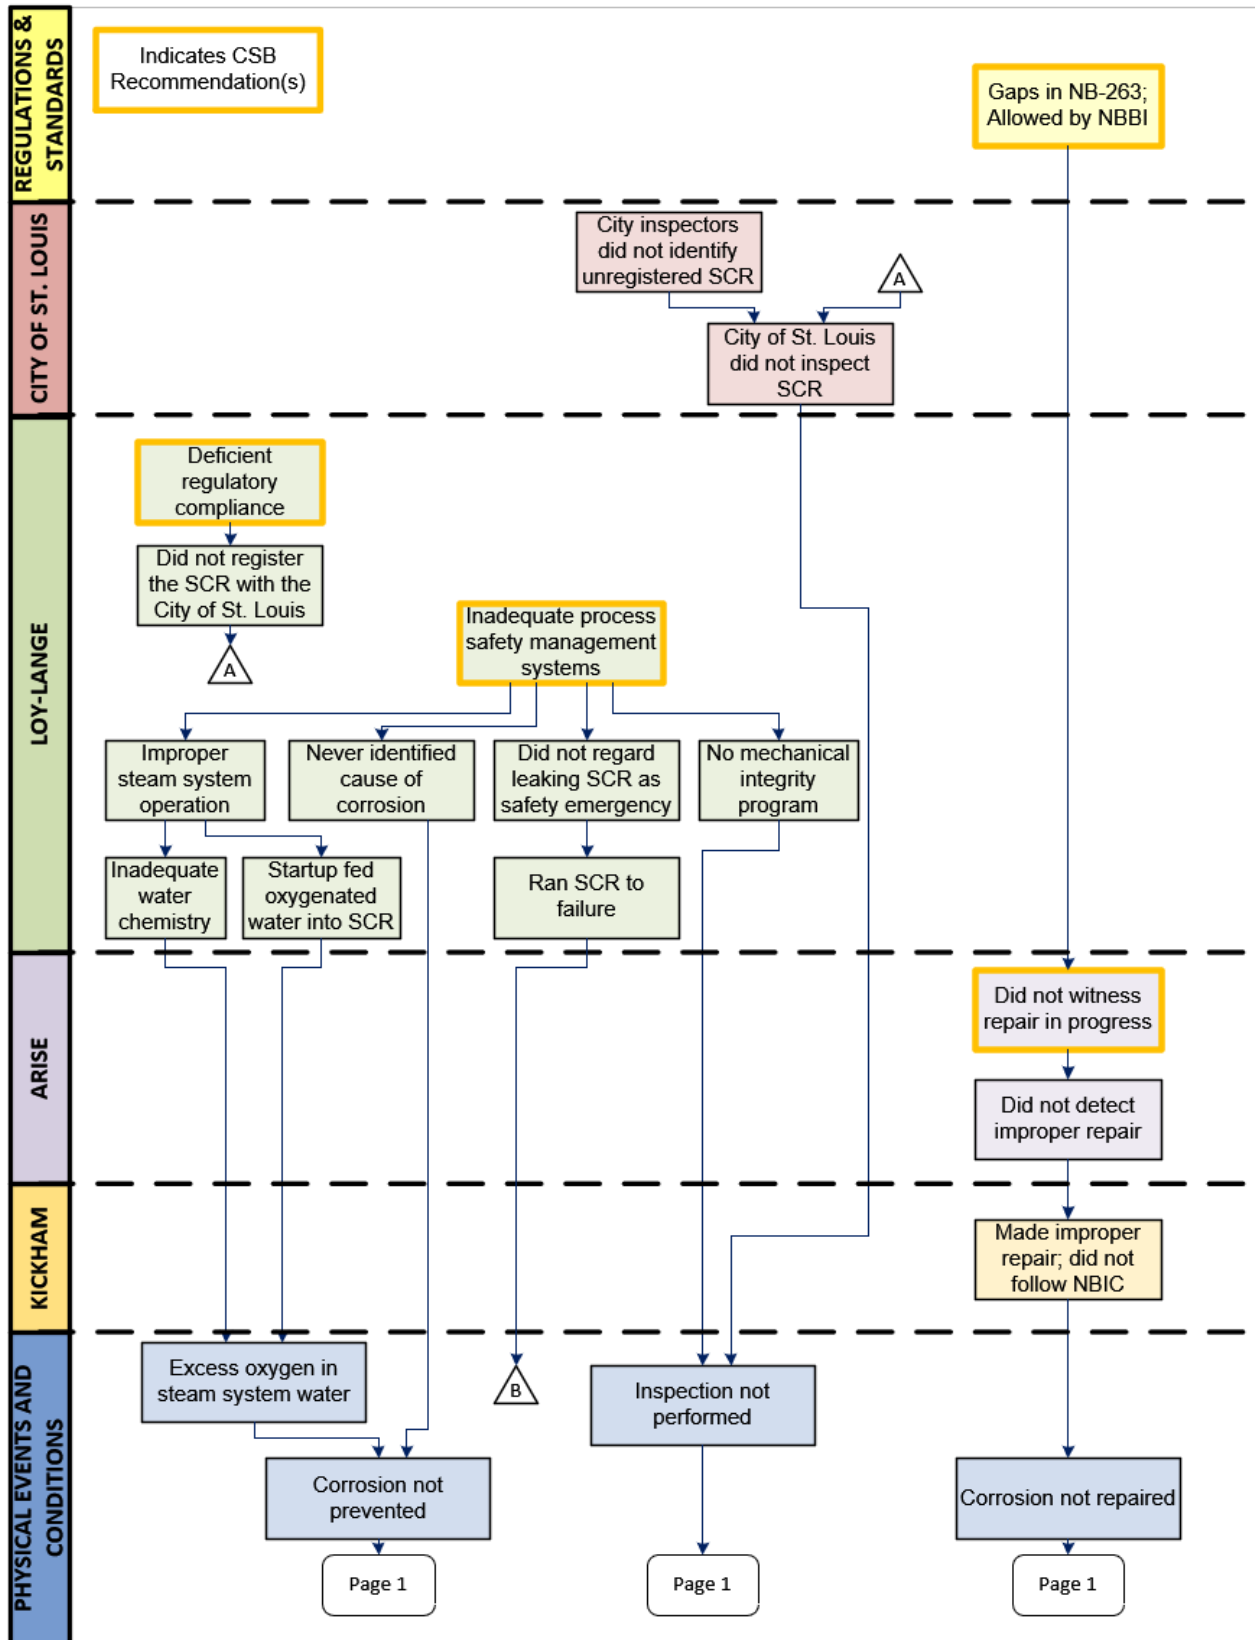 REGULATIONS &
STANDARDS
Indicates CSB
Recommendation(s)
Gaps in NB-263;
Allowed by NBBI
CITY OF ST. LOUIS
City inspectors
did not identify
unregistered SCR
A
City of St. Louis
did not inspect
SCR
LOY-LANGE
Deficient
regulatory
compliance
Did not register
the SCR with the
City of St. Louis
A
Inadequate process
safety management
systems
Improper
steam system
operation
Never identified
cause of
corrosion
Did not regard
leaking SCR as
safety emergency
No mechanical
integrity
program
Inadequate
water
chemistry
Startup fed
oxygenated
water into SCR
Ran SCR to
failure
ARISE
Did not witness
repair in progress
Did not detect
improper repair
KICKHAM
Made improper
repair; did not
follow NBIC
PHYSICAL EVENTS AND
CONDITIONS
Excess oxygen in
steam system water
B
Inspection not
performed
Corrosion not
prevented
Corrosion not repaired
Page 1
Page 1
Page 1